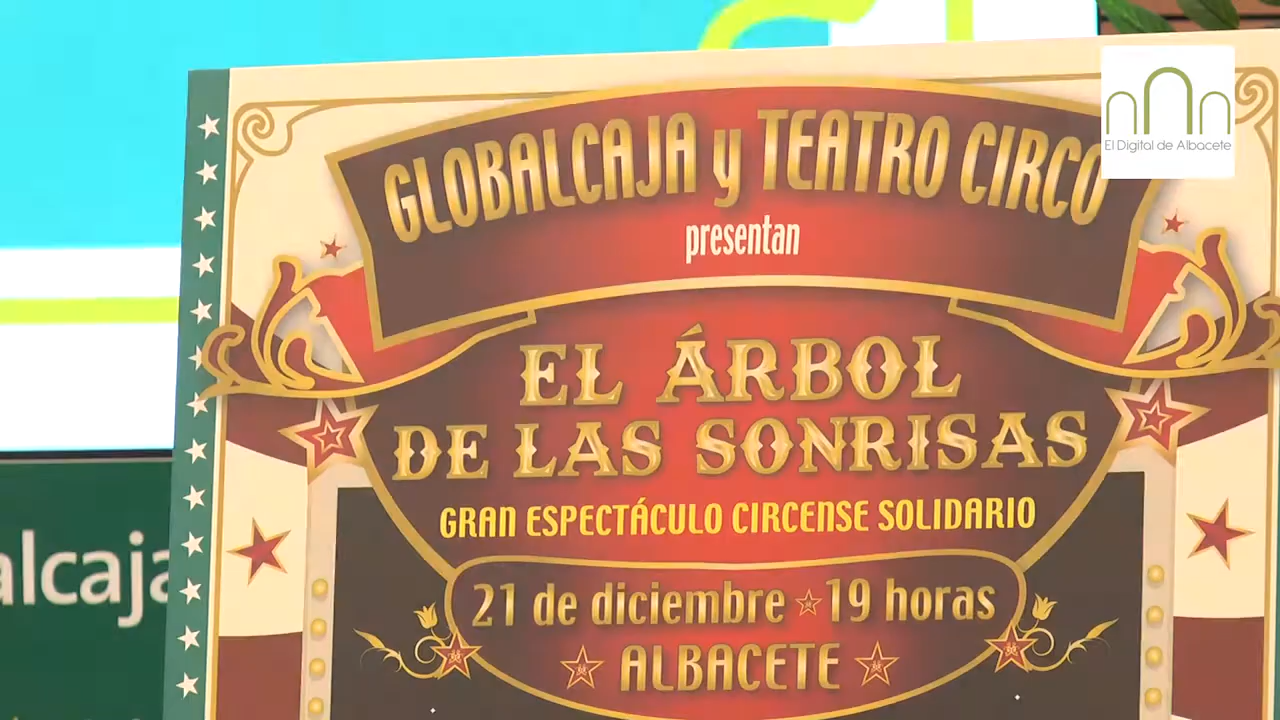 El Digital de Albacete
GLOBALCAJA y TEATRO CIRCO
presentan
EL ÁRBOL
DE LAS SONRISAS
GRAN ESPECTÁCULO CIRCENSE SOLIDARIO
21 de diciembre 19 horas
ALBACETE
alcaja